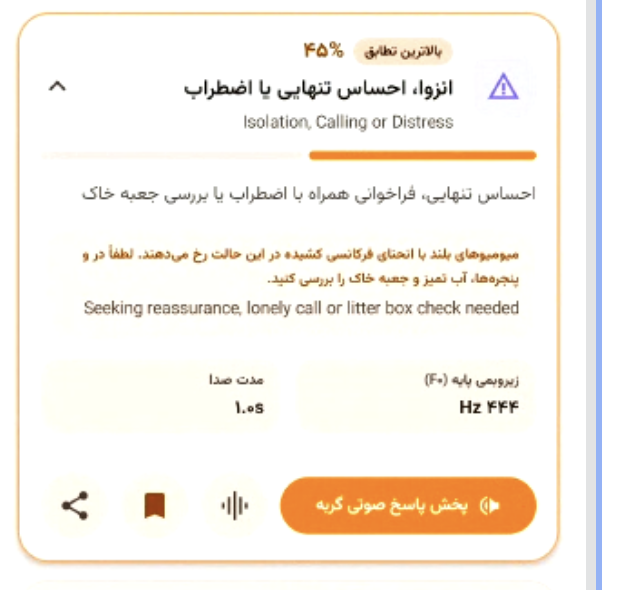 بالاترین تطابق ۴۵%
انزوا، احساس تنهایی یا اضطراب
Isolation, Calling or Distress
احساس تنهایی، فراخوانی همراه با اضطراب یا بررسی جعبه خاک
میومیوهای بلند با انحنای فرکانسی کشیده در این حالت رخ می‌دهند. لطفاً در و
پنجره‌ها، آب تمیز و جعبه خاک را بررسی کنید.
Seeking reassurance, lonely call or litter box check needed
زیروبمی پایه (F۰)
۴۴۴ Hz
مدت صدا
۱.۰s
پخش پاسخ صوتی گربه